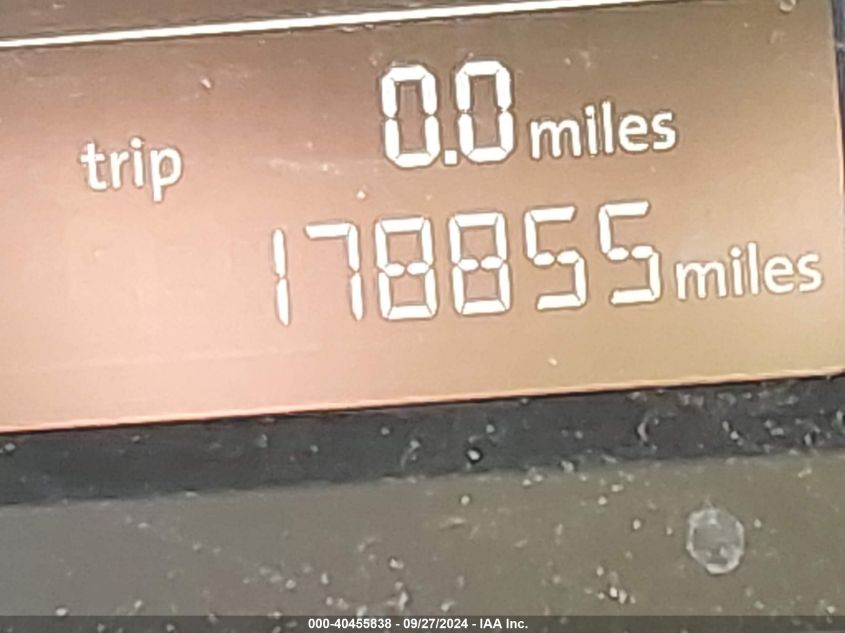 trip 0.0 miles
178855 miles
000-40455838 - 09/27/2024 - IAA Inc.